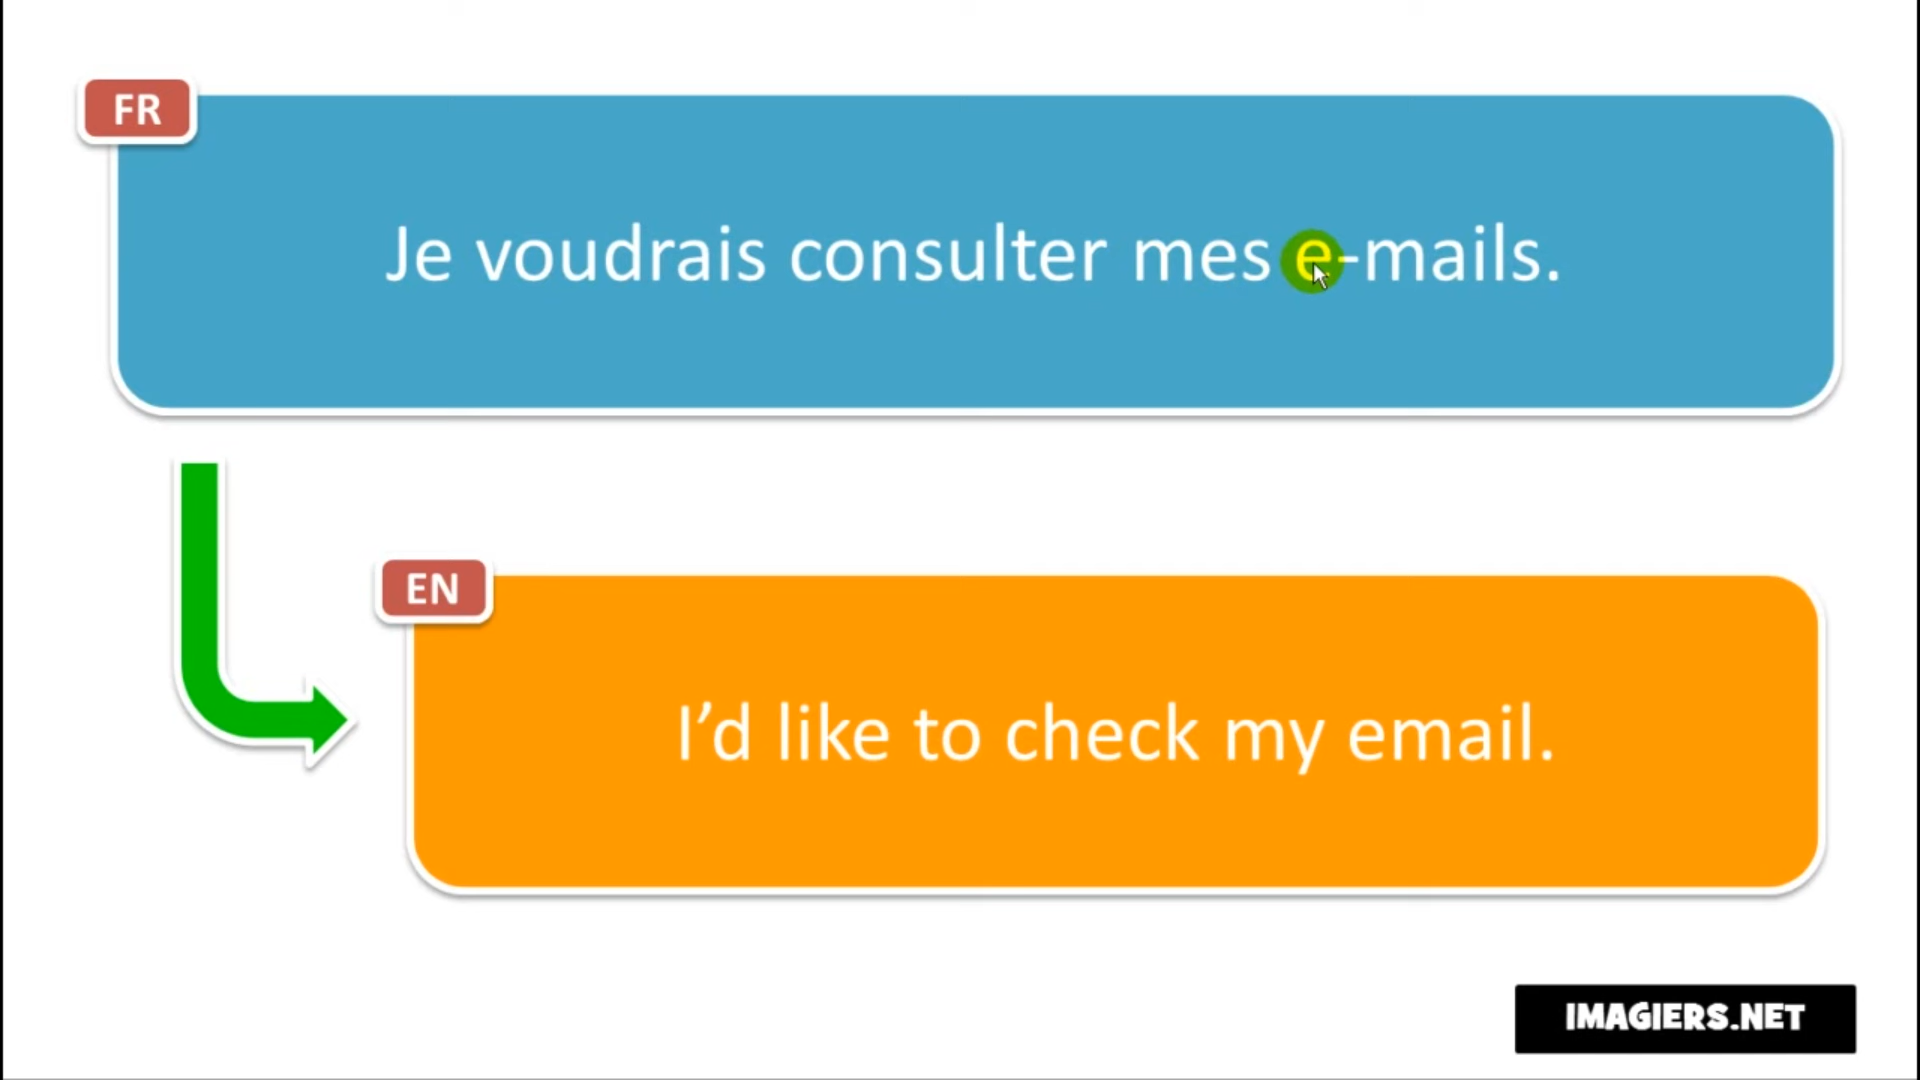 FR
Je voudrais consulter mes e-mails.
EN
I’d like to check my email.
IMAGIERS.NET